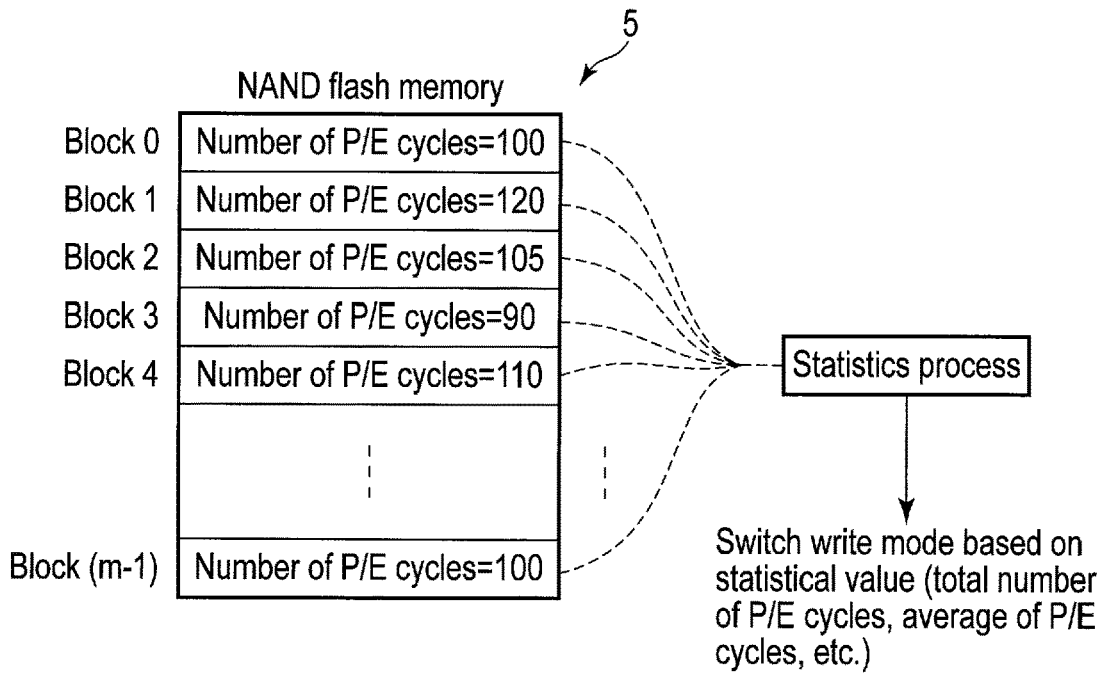 5
NAND flash memory
Block 0 Number of P/E cycles=100
Block 1 Number of P/E cycles=120
Block 2 Number of P/E cycles=105
Block 3 Number of P/E cycles=90
Block 4 Number of P/E cycles=110
Statistics process
Block (m-1) Number of P/E cycles=100
Switch write mode based on
statistical value (total number
of P/E cycles, average of P/E
cycles, etc.)